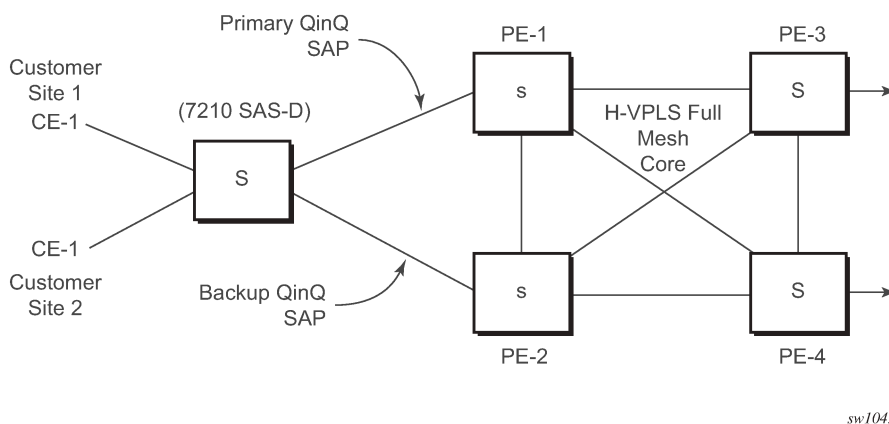 Primary QinQ
SAP
PE-1
PE-3
Customer
Site 1
CE-1
(7210 SAS-D)
S
s
S
H-VPLS Full
Mesh
Core
CE-1
Customer
Site 2
Backup QinQ
SAP
s
S
PE-2
PE-4